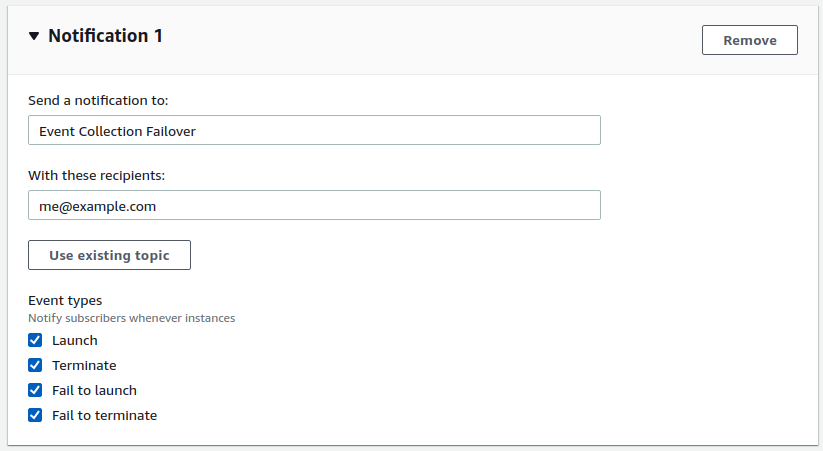 Notification 1
Remove
Send a notification to:
Event Collection Failover
With these recipients:
me@example.com
Use existing topic
Event types
Notify subscribers whenever instances
Launch
Terminate
Fail to launch
Fail to terminate